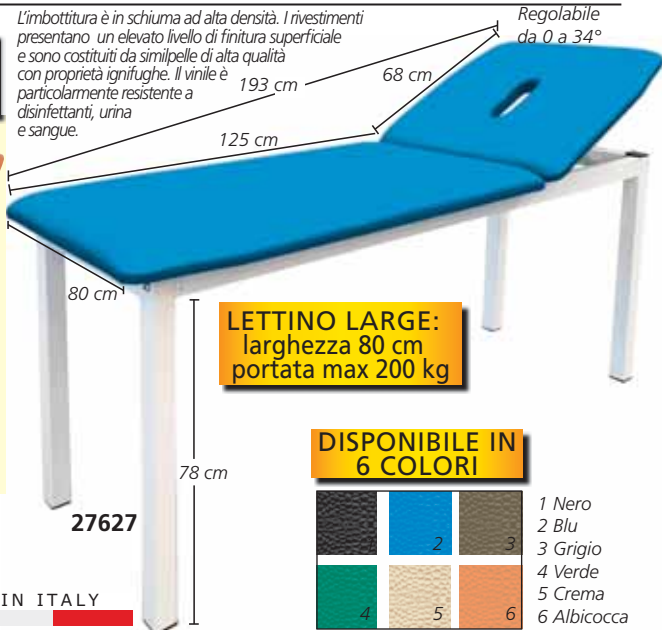 L'imbottitura è in schiuma ad alta densità. I rivestimenti
presentano un elevato livello di finitura superficiale
e sono costituiti da similpelle di alta qualità
con proprietà ignifughe. Il vinile è
particolarmente resistente a
disinfettanti, urina
e sangue.
Regolabile
da 0 a 34°
193 cm
68 cm
125 cm
80 cm
LETTINO LARGE:
larghezza 80 cm
portata max 200 kg
78 cm
27627
DISPONIBILE IN
6 COLORI
1
2
3
4
5
6
1 Nero
2 Blu
3 Grigio
4 Verde
5 Crema
6 Albicocca
IN ITALY